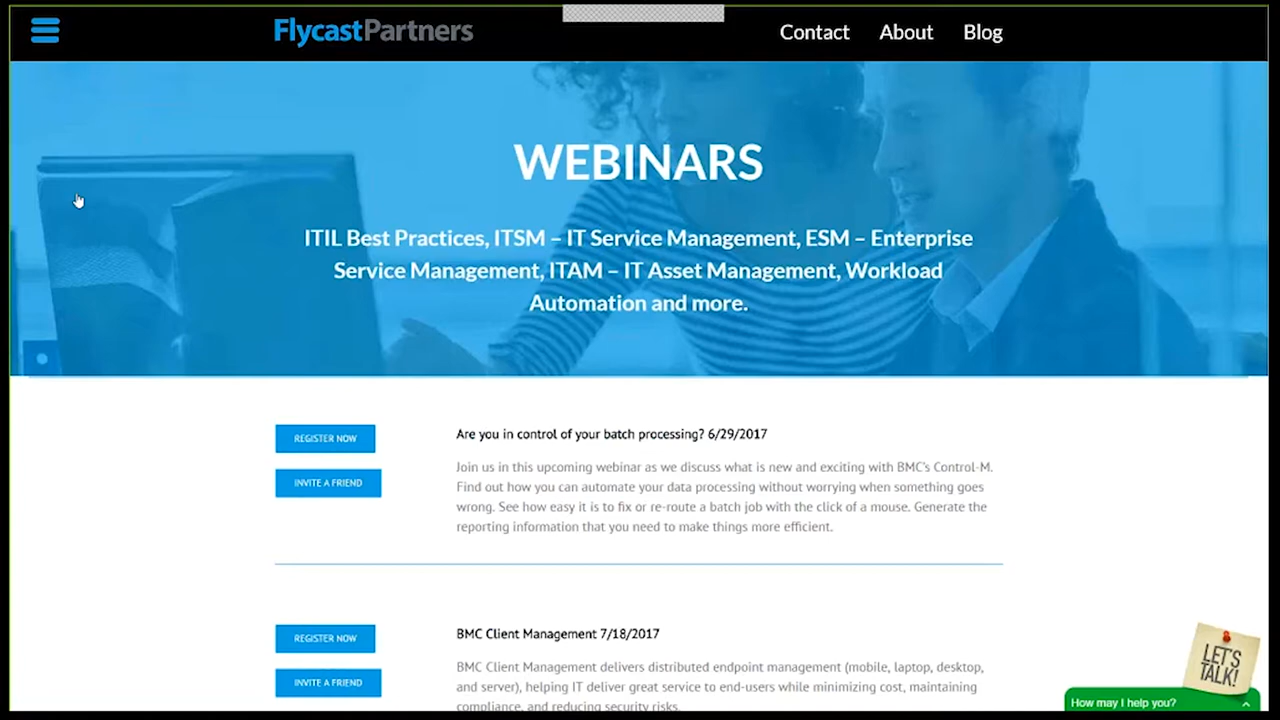 FlycastPartners
Contact About Blog
WEBINARS
ITIL Best Practices, ITSM – IT Service Management, ESM – Enterprise
Service Management, ITAM – IT Asset Management, Workload
Automation and more.
REGISTER NOW
INVITE A FRIEND
Are you in control of your batch processing? 6/29/2017
Join us in this upcoming webinar as we discuss what is new and exciting with BMC's Control-M.
Find out how you can automate your data processing without worrying when something goes
wrong. See how easy it is to fix or re-route a batch job with the click of a mouse. Generate the
reporting information that you need to make things more efficient.
REGISTER NOW
INVITE A FRIEND
BMC Client Management 7/18/2017
BMC Client Management delivers distributed endpoint management (mobile, laptop, desktop,
and server), helping IT deliver great service to end-users while minimizing cost, maintaining
compliance, and reducing security risks.
LET'S
TALK!
How may I help you?